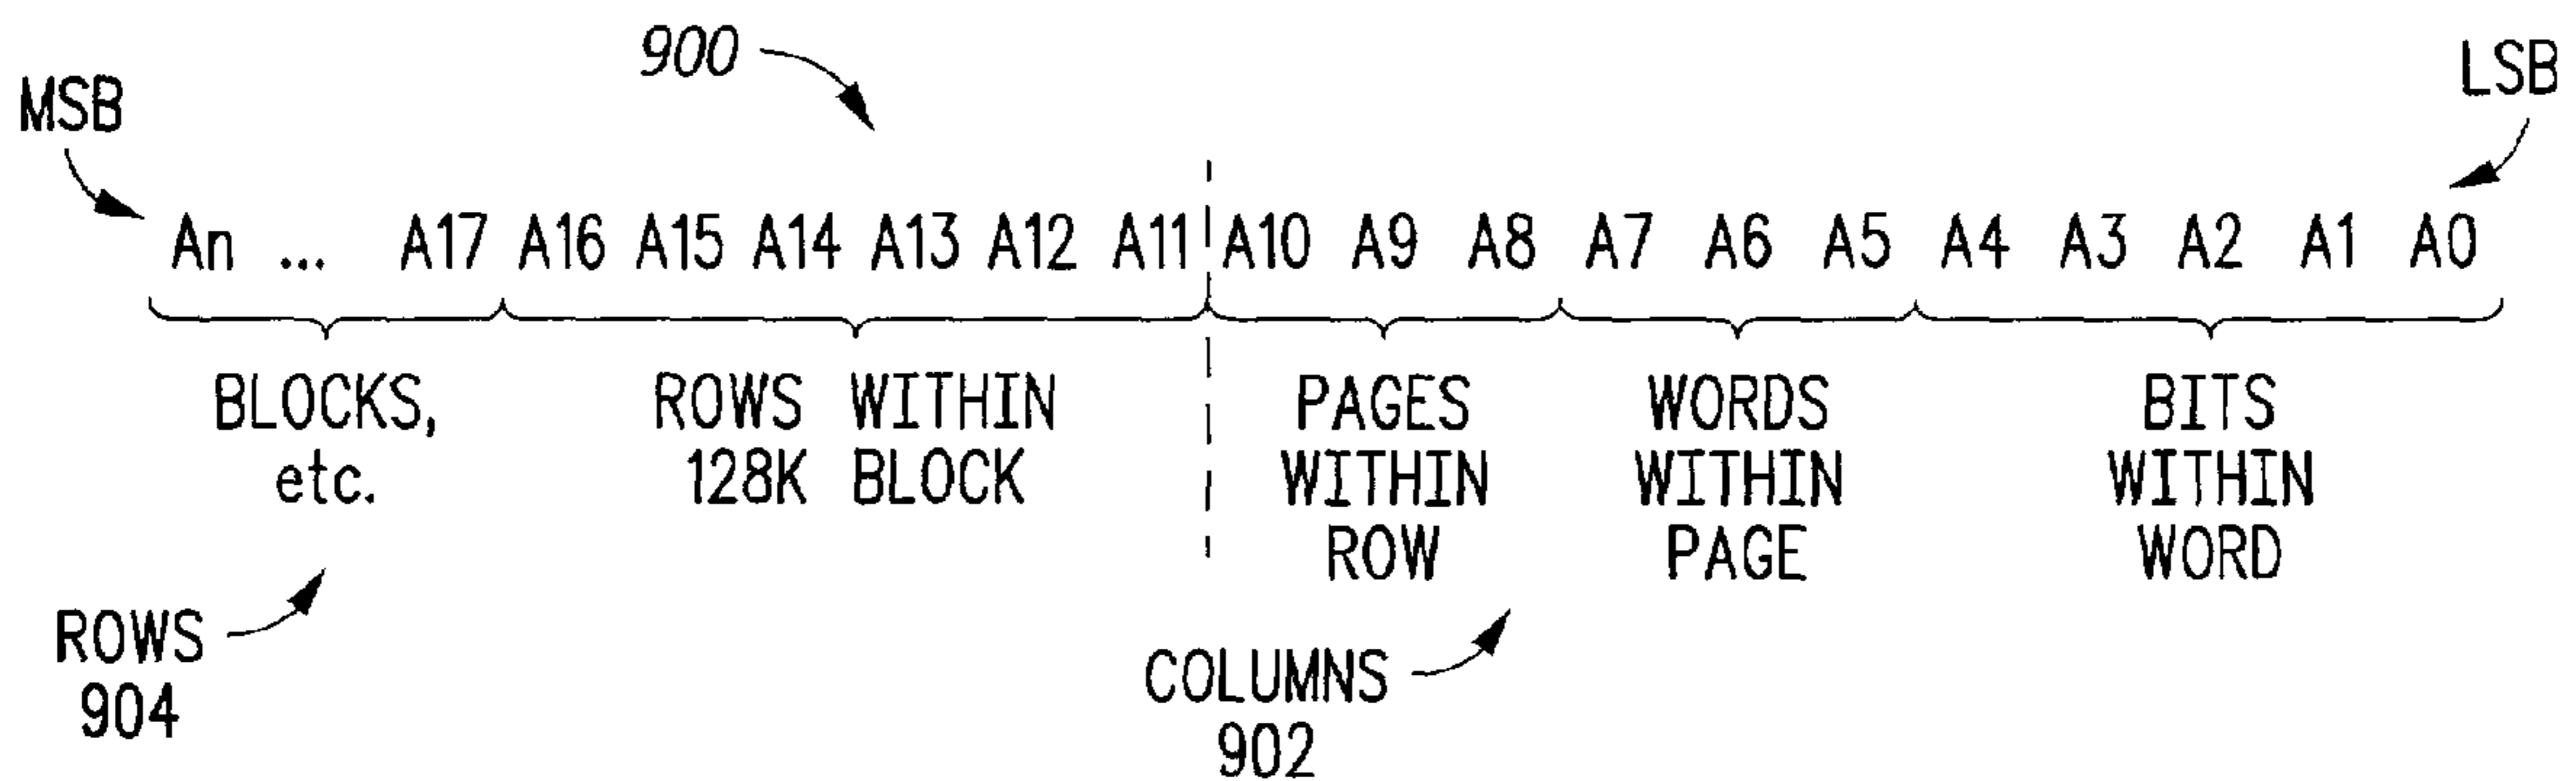 900
MSB
LSB
An ... A17 A16 A15 A14 A13 A12 A11 A10 A9 A8 A7 A6 A5 A4 A3 A2 A1 A0
BLOCKS,
etc.
ROWS WITHIN
128K BLOCK
PAGES
WITHIN
ROW
WORDS
WITHIN
PAGE
BITS
WITHIN
WORD
ROWS
904
COLUMNS
902